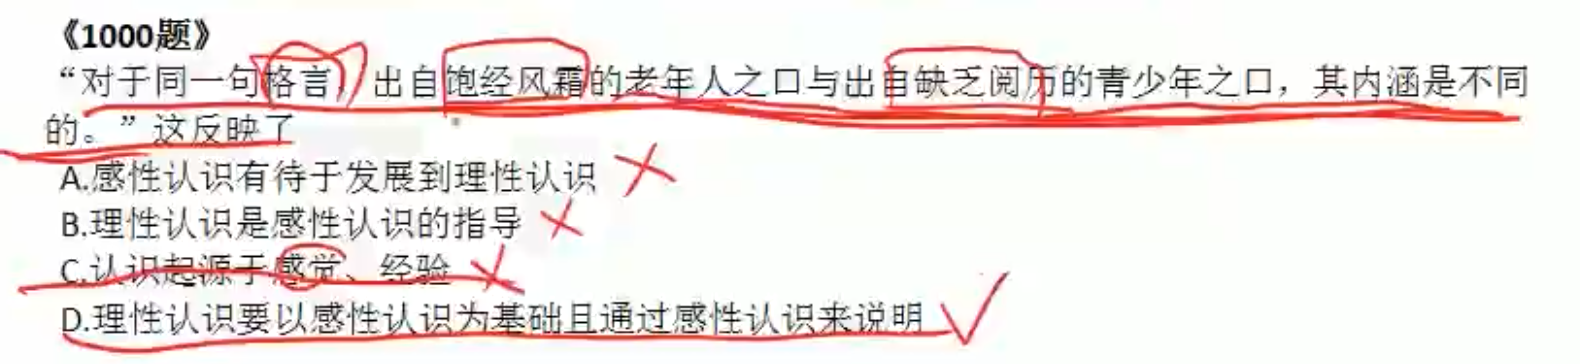 《1000题》
“对于同一句格言，出自饱经风霜的老年人之口与出自缺乏阅历的青少年之口，其内涵是不同
的。”这反映了
A.感性认识有待于发展到理性认识
B.理性认识是感性认识的指导
C.认识起源于感觉、经验
D.理性认识要以感性认识为基础且通过感性认识来说明